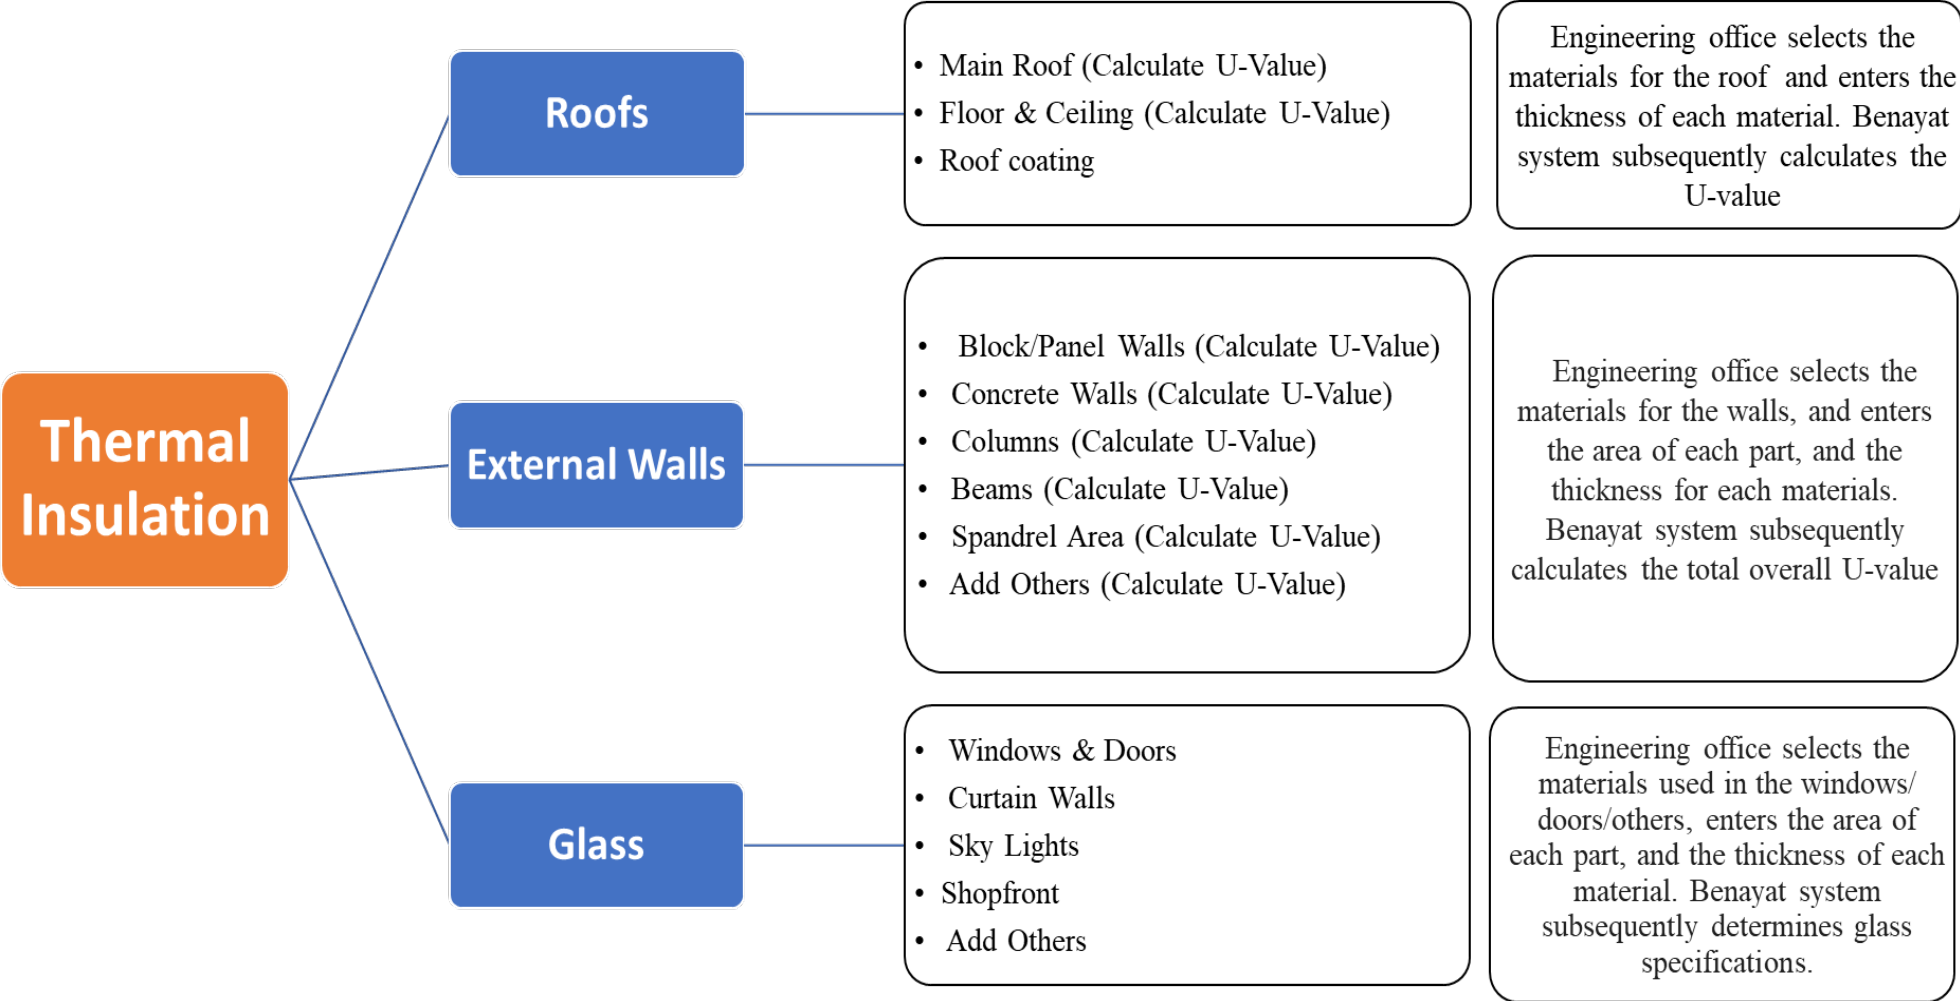 Thermal
Insulation
Roofs
• Main Roof (Calculate U-Value)
• Floor & Ceiling (Calculate U-Value)
• Roof coating
Engineering office selects the
materials for the roof and enters the
thickness of each material. Benayat
system subsequently calculates the
U-value
External Walls
• Block/Panel Walls (Calculate U-Value)
• Concrete Walls (Calculate U-Value)
• Columns (Calculate U-Value)
• Beams (Calculate U-Value)
• Spandrel Area (Calculate U-Value)
• Add Others (Calculate U-Value)
Engineering office selects the
materials for the walls, and enters
the area of each part, and the
thickness for each materials.
Benayat system subsequently
calculates the total overall U-value
Glass
• Windows & Doors
• Curtain Walls
• Sky Lights
• Shopfront
• Add Others
Engineering office selects the
materials used in the windows/
doors/others, enters the area of
each part, and the thickness of each
material. Benayat system
subsequently determines glass
specifications.